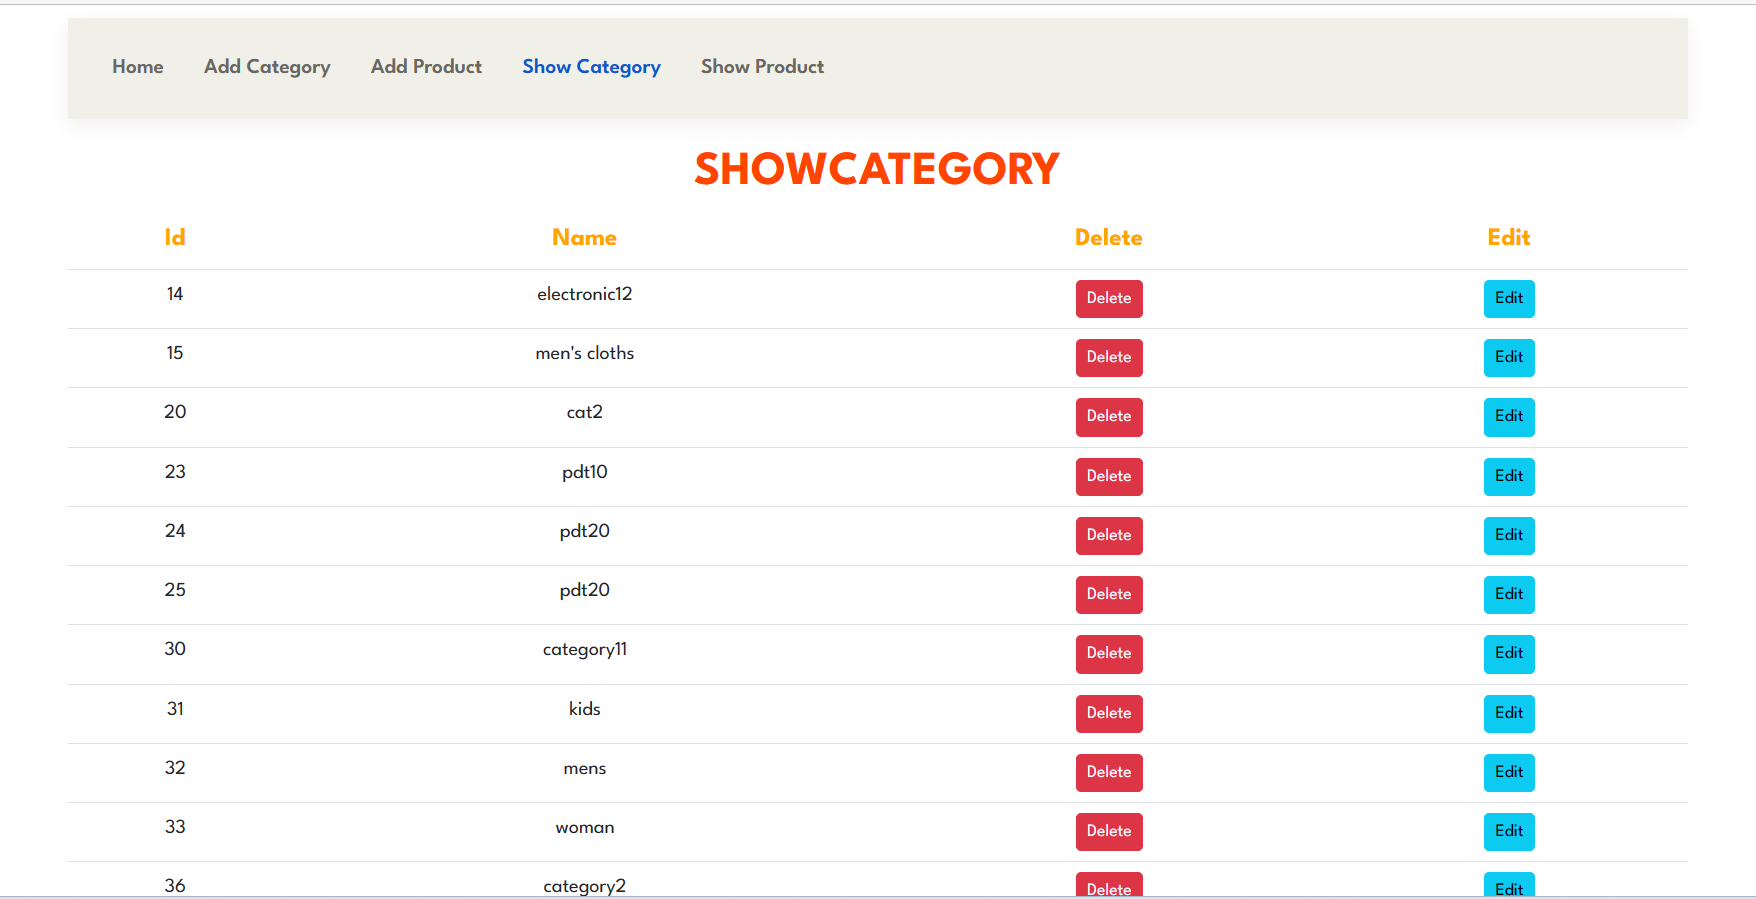 Home Add Category Add Product Show Category Show Product
SHOWCATEGORY
Id Name Delete Edit
14 electronic12 Delete Edit
15 men's cloths Delete Edit
20 cat2 Delete Edit
23 pdt10 Delete Edit
24 pdt20 Delete Edit
25 pdt20 Delete Edit
30 category11 Delete Edit
31 kids Delete Edit
32 mens Delete Edit
33 woman Delete Edit
36 category2 Delete Edit